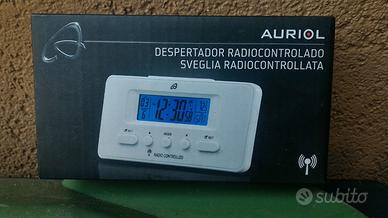 AURIOL
DESPERTADOR RADIOCONTROLADO
SVEGLIA RADIOCONTROLLATA
12:30
RADIO CONTROLLED
subito